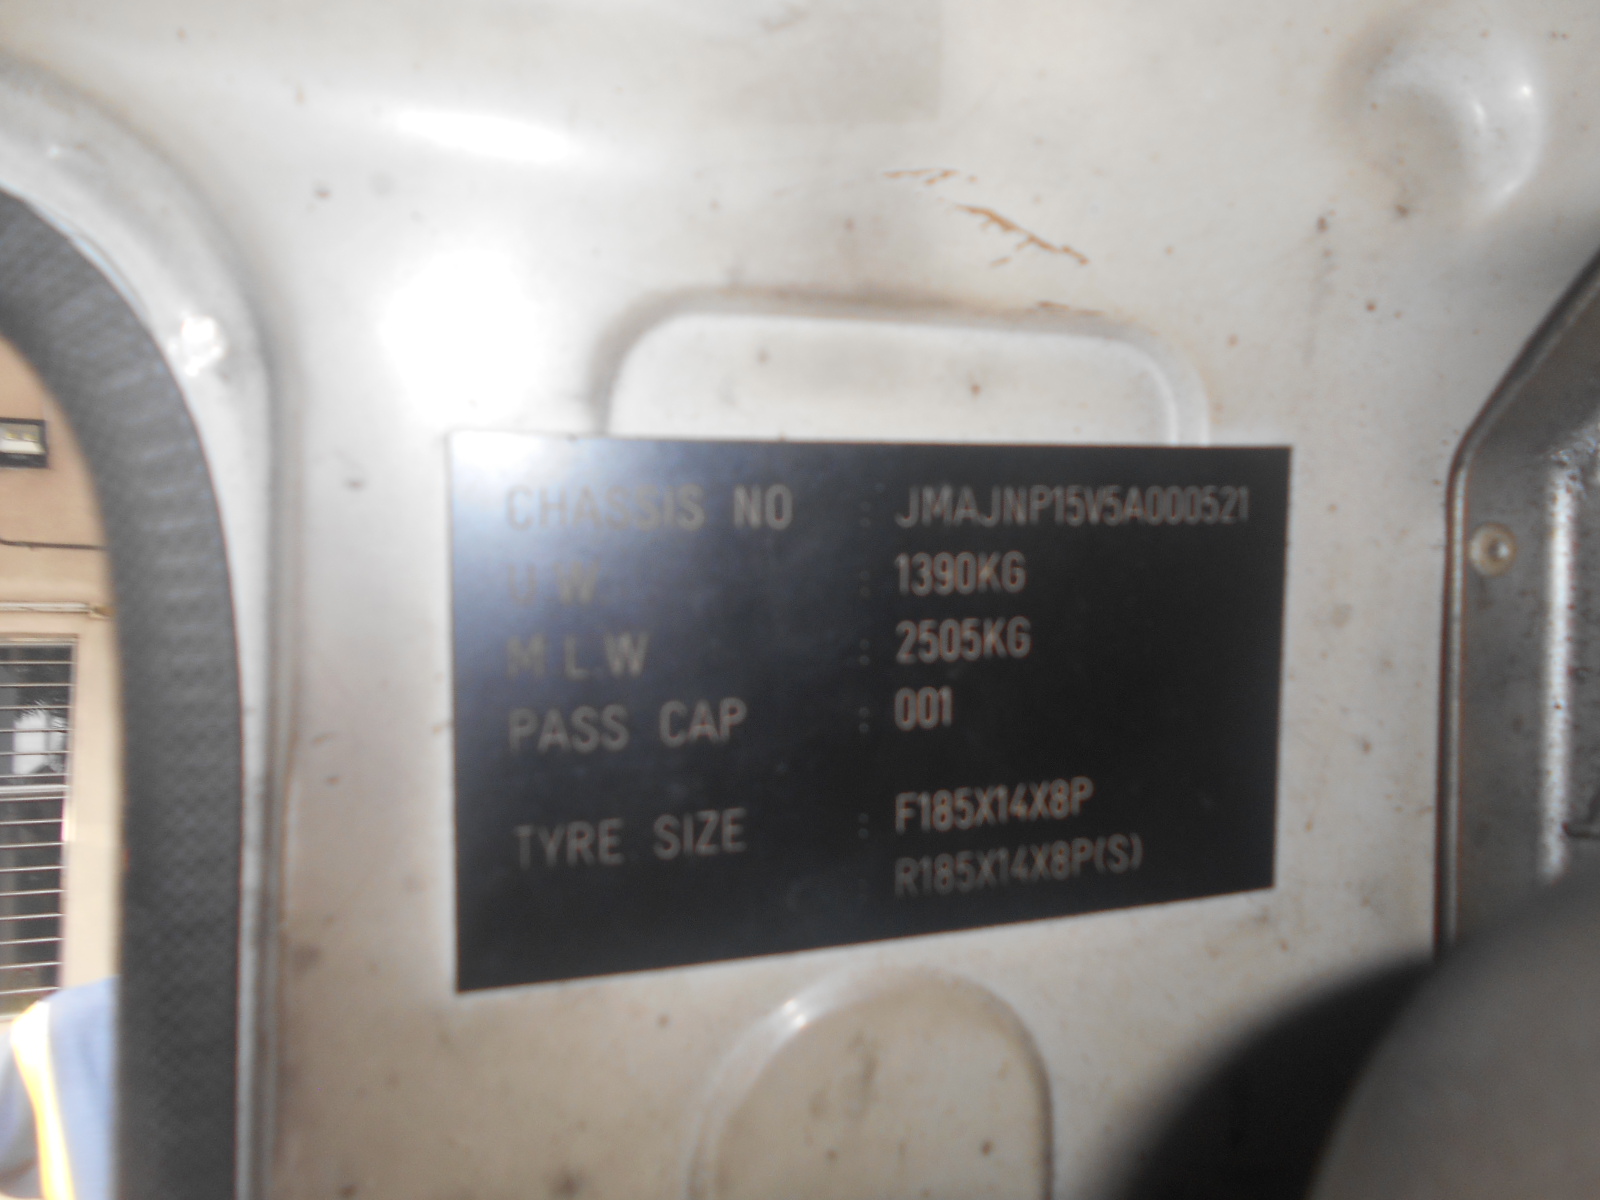 CHASSIS NO : JMAJNP15V5A000521
U.W : 1390KG
M.L.W : 2505KG
PASS CAP : 001
TYRE SIZE : F185X14X8P
R185X14X8P(S)